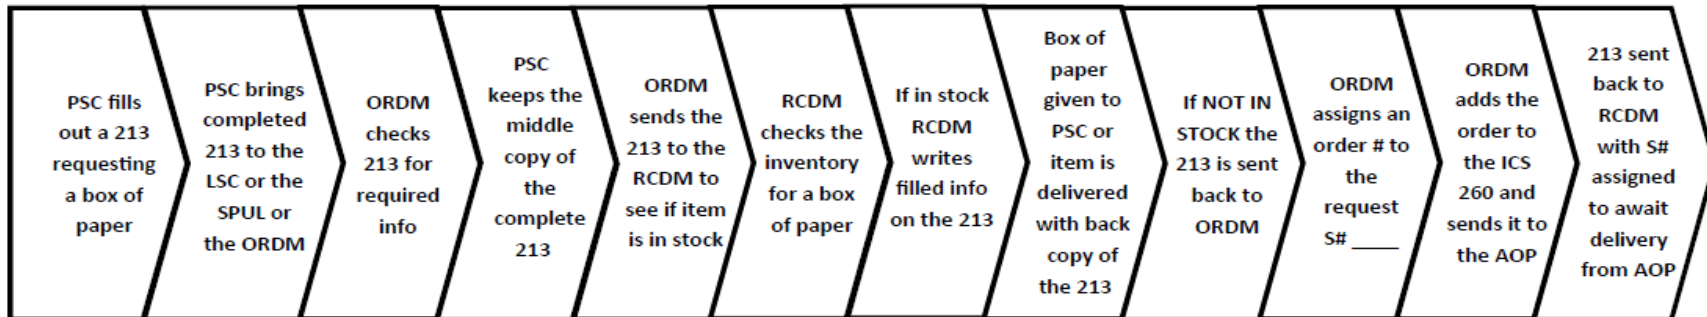 PSC fills
out a 213
requesting
a box of
paper
PSC brings
completed
213 to the
LSC or the
SPUL or
the ORDM
ORDM
checks
213 for
required
info
PSC
keeps the
middle
copy of
the
complete
213
ORDM
sends the
213 to the
RCDM to
see if item
is in stock
RCDM
checks the
inventory
for a box
of paper
If in stock
RCDM
writes
filled info
on the 213
Box of
paper
given to
PSC or
item is
delivered
with back
copy of
the 213
If NOT IN
STOCK the
213 is sent
back to
ORDM
ORDM
assigns an
order # to
the
request
S# ____
ORDM
adds the
order to
the ICS
260 and
sends it to
the AOP
213 sent
back to
RCDM
with S#
assigned
to await
delivery
from AOP